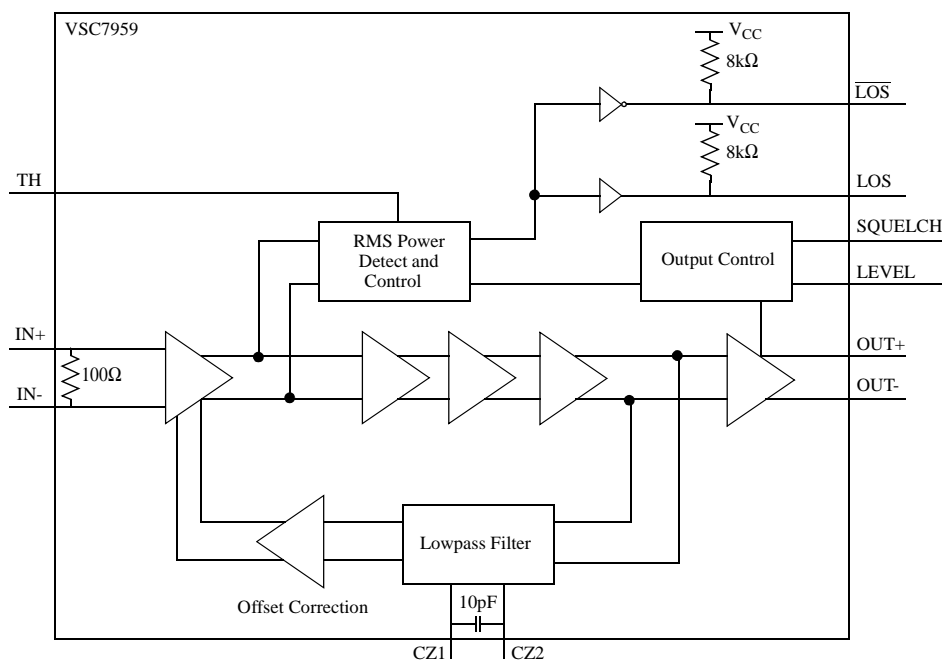 VSC7959
V_CC
8kΩ
L̅O̅S̅
V_CC
8kΩ
TH
LOS
RMS Power
Detect and
Control
Output Control
SQUELCH
LEVEL
IN+
100Ω
IN-
OUT+
OUT-
Lowpass Filter
Offset Correction
10pF
CZ1
CZ2